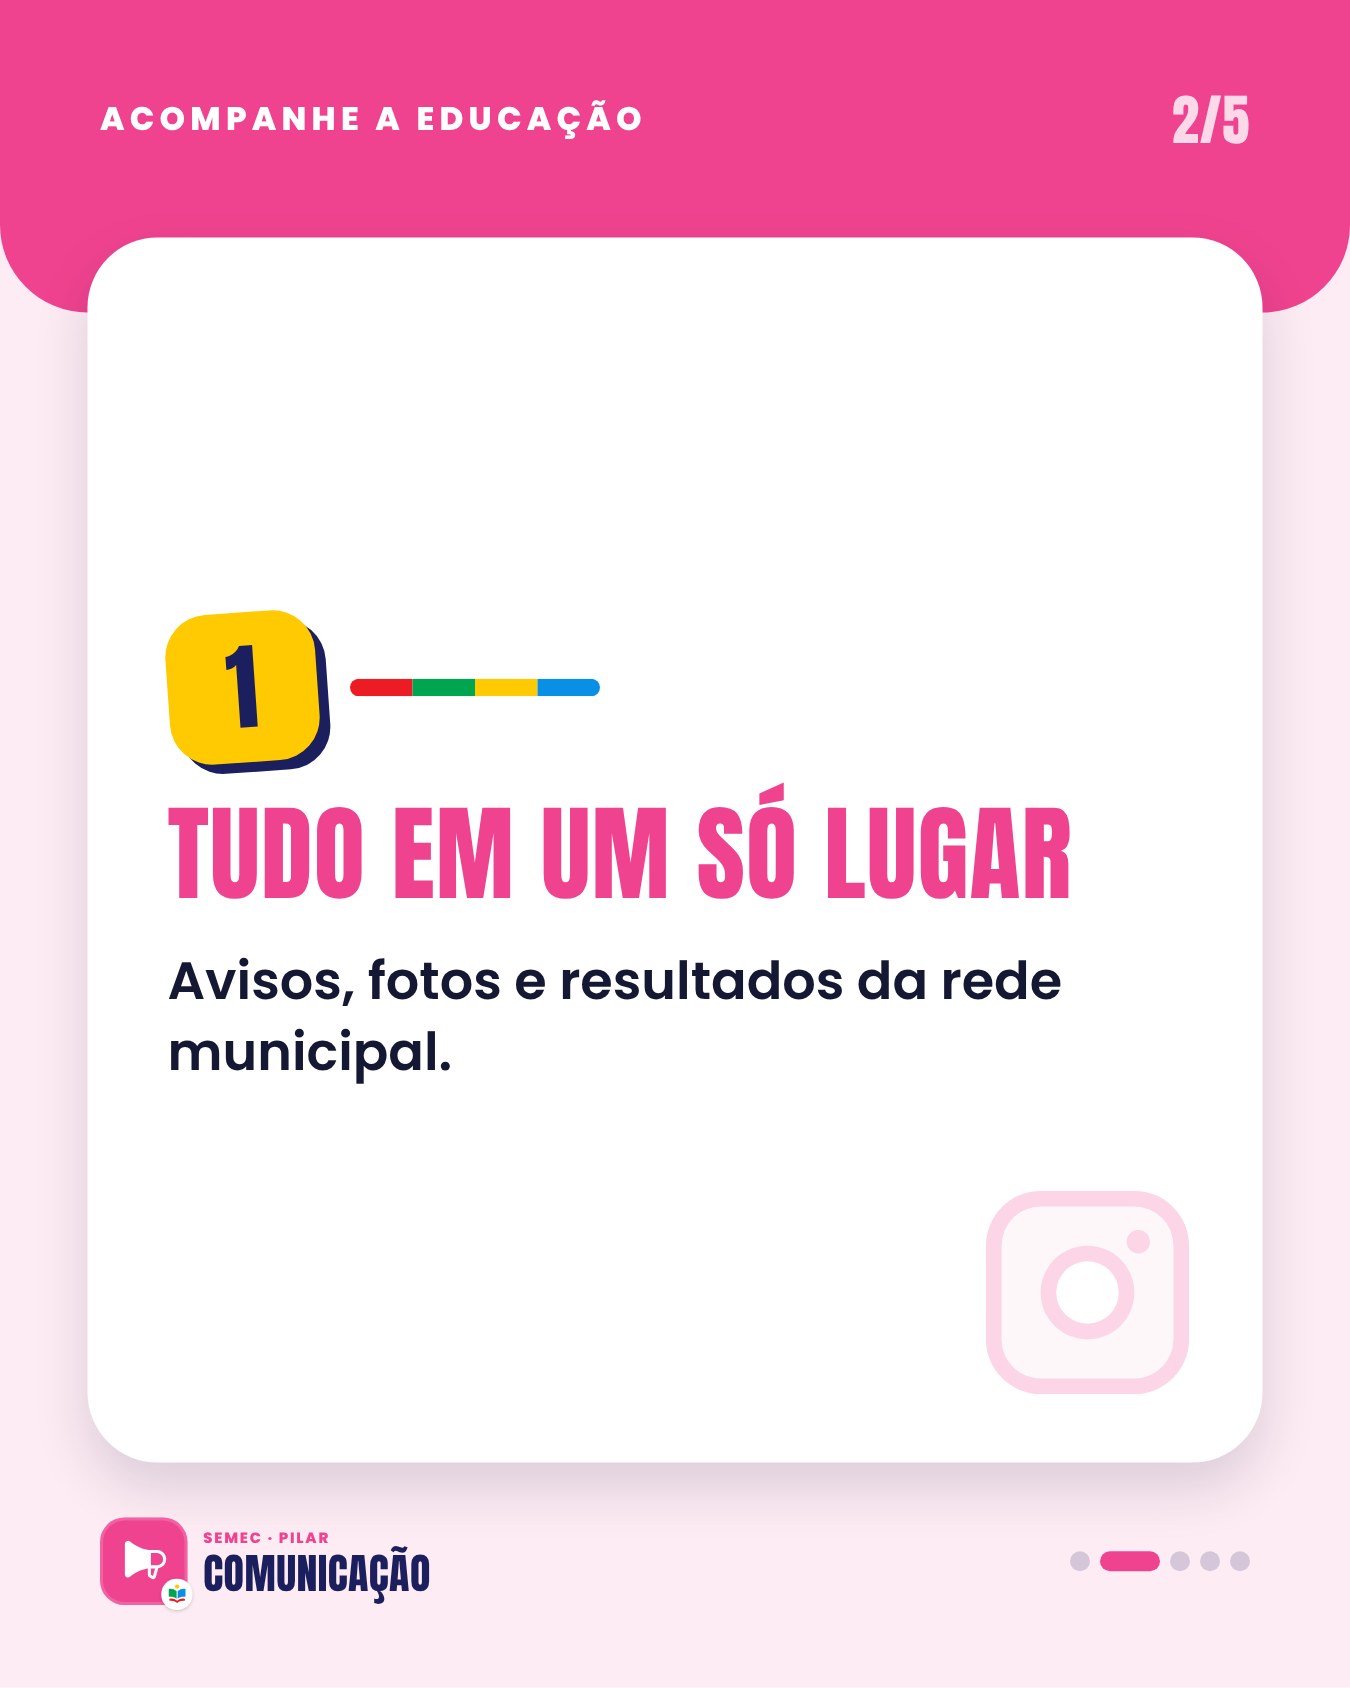 ACOMPANHE A EDUCAÇÃO
2/5
1
TUDO EM UM SÓ LUGAR
Avisos, fotos e resultados da rede
municipal.
SEMEC · PILAR
COMUNICAÇÃO